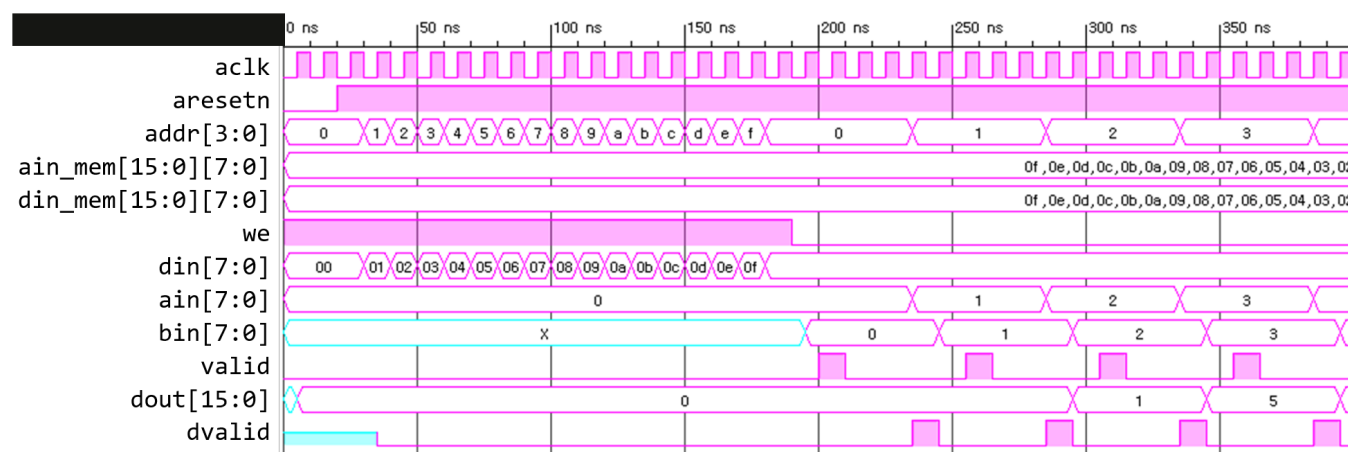 0 ns 50 ns 100 ns 150 ns 200 ns 250 ns 300 ns 350 ns
aclk
aresetn
addr[3:0] 0 1 2 3 4 5 6 7 8 9 a b c d e f 0 1 2 3
ain_mem[15:0][7:0] 0f,0e,0d,0c,0b,0a,09,08,07,06,05,04,03,02
din_mem[15:0][7:0] 0f,0e,0d,0c,0b,0a,09,08,07,06,05,04,03,02
we
din[7:0] 00 01 02 03 04 05 06 07 08 09 0a 0b 0c 0d 0e 0f
ain[7:0] 0 1 2 3
bin[7:0] X 0 1 2 3
valid
dout[15:0] 0 1 5
dvalid